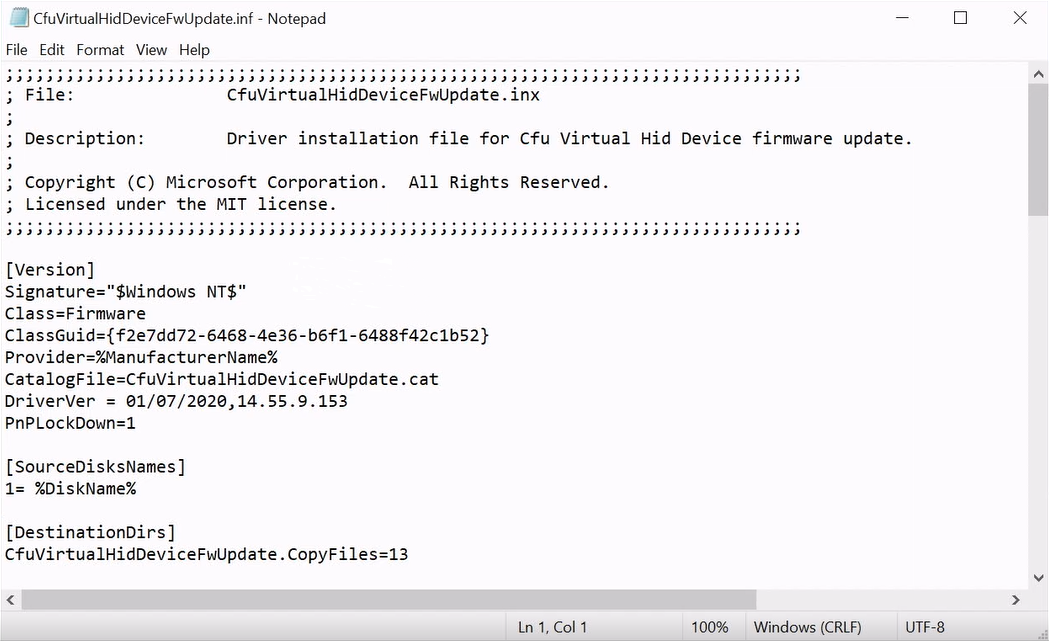 CfuVirtualHidDeviceFwUpdate.inf - Notepad
File Edit Format View Help
;;;;;;;;;;;;;;;;;;;;;;;;;;;;;;;;;;;;;;;;;;;;;;;;;;;;;;;;;;;;;;;;;;;;;;;;;;;;;;;
; File: CfuVirtualHidDeviceFwUpdate.inx
;
; Description: Driver installation file for Cfu Virtual Hid Device firmware update.
;
; Copyright (C) Microsoft Corporation.  All Rights Reserved.
; Licensed under the MIT license.
;;;;;;;;;;;;;;;;;;;;;;;;;;;;;;;;;;;;;;;;;;;;;;;;;;;;;;;;;;;;;;;;;;;;;;;;;;;;;;;
[Version]
Signature="$Windows NT$"
Class=Firmware
ClassGuid={f2e7dd72-6468-4e36-b6f1-6488f42c1b52}
Provider=%ManufacturerName%
CatalogFile=CfuVirtualHidDeviceFwUpdate.cat
DriverVer = 01/07/2020,14.55.9.153
PnPLockDown=1
[SourceDisksNames]
1= %DiskName%
[DestinationDirs]
CfuVirtualHidDeviceFwUpdate.CopyFiles=13
Ln 1, Col 1 100% Windows (CRLF) UTF-8